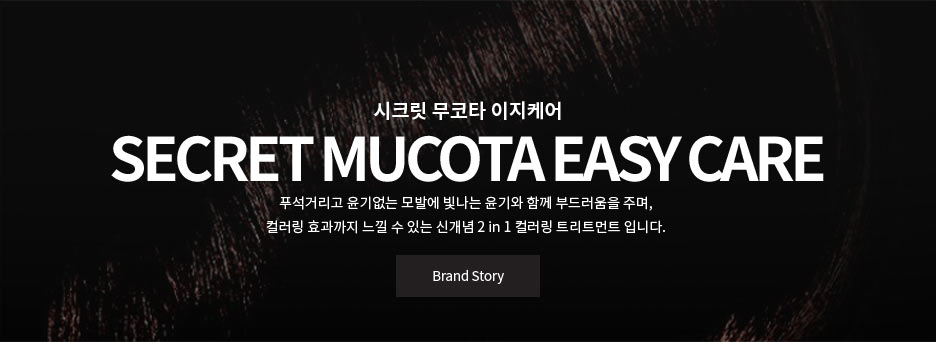 시크릿 무코타 이지케어
SECRET MUCOTA EASY CARE
푸석거리고 윤기없는 모발에 빛나는 윤기와 함께 부드러움을 주며,
컬러링 효과까지 느낄 수 있는 신개념 2 in 1 컬러링 트리트먼트 입니다.
Brand Story